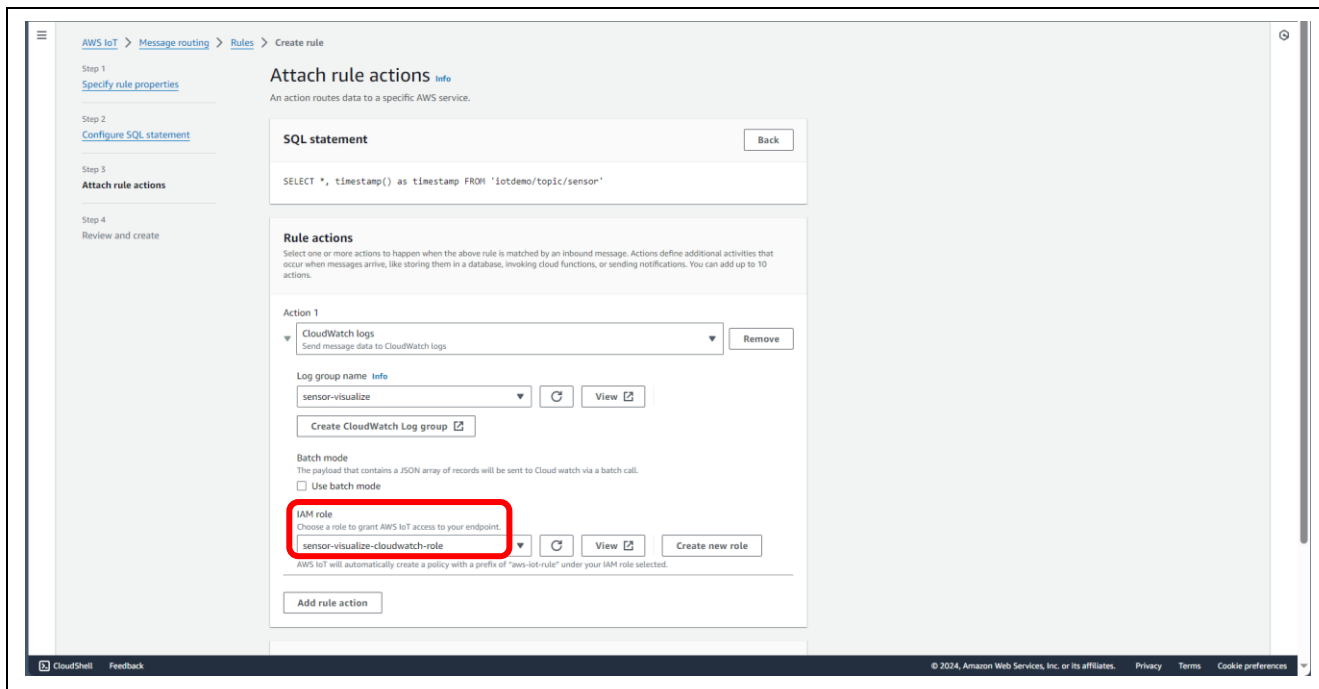 AWS IoT > Message routing > Rules > Create rule
Step 1
Specify rule properties
Step 2
Configure SQL statement
Step 3
Attach rule actions
Step 4
Review and create
Attach rule actions Info
An action routes data to a specific AWS service.
SQL statement
Back
SELECT *, timestamp() as timestamp FROM 'iotdemo/topic/sensor'
Rule actions
Select one or more actions to happen when the above rule is matched by an inbound message. Actions define additional activities that
occur when messages arrive, like storing them in a database, invoking cloud functions, or sending notifications. You can add up to 10
actions.
Action 1
CloudWatch logs
Send message data to CloudWatch logs
Remove
Log group name Info
sensor-visualize
View
Create CloudWatch Log group
Batch mode
The payload that contains a JSON array of records will be sent to Cloud watch via a batch call.
Use batch mode
IAM role
Choose a role to grant AWS IoT access to your endpoint.
sensor-visualize-cloudwatch-role
View
Create new role
AWS IoT will automatically create a policy with a prefix of "aws-iot-rule" under your IAM role selected.
Add rule action
CloudShell Feedback
© 2024, Amazon Web Services, Inc. or its affiliates. Privacy Terms Cookie preferences